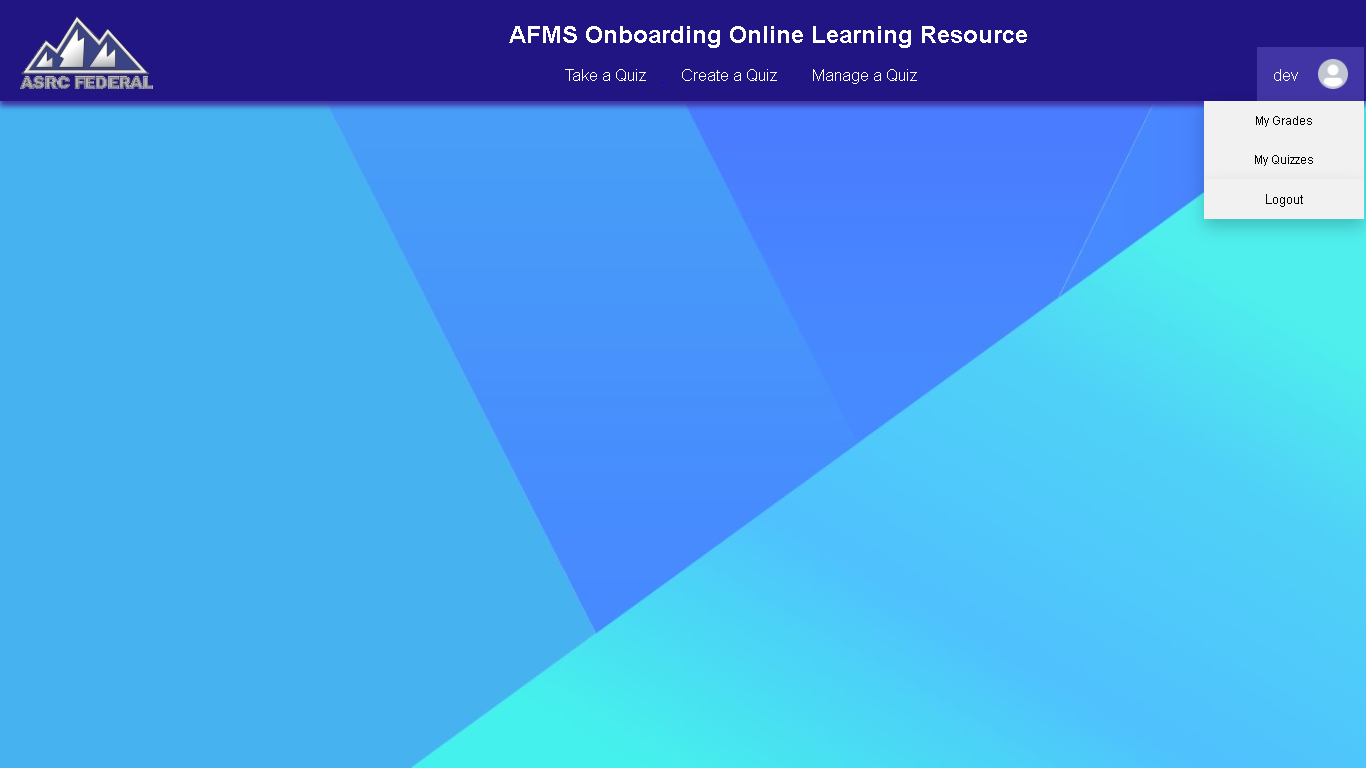 AFMS Onboarding Online Learning Resource
ASRC FEDERAL
Take a Quiz Create a Quiz Manage a Quiz
dev
My Grades
My Quizzes
Logout